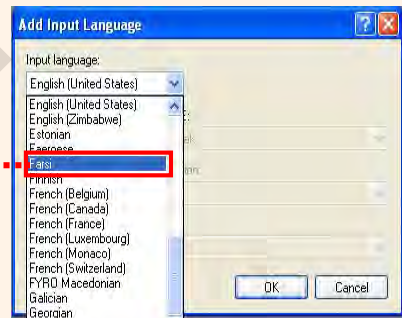 Add Input Language
Input language:
English (United States)
English (United States)
English (Zimbabwe)
Estonian
Faeroese
Farsi
Finnish
French (Belgium)
French (Canada)
French (France)
French (Luxembourg)
French (Monaco)
French (Switzerland)
FYRO Macedonian
Galician
Georgian
OK Cancel